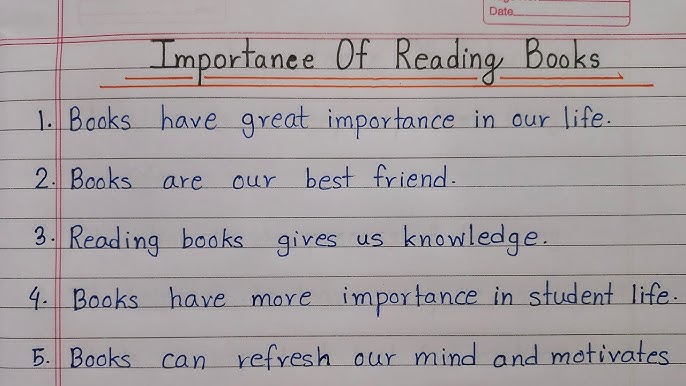 Date
Importance Of Reading Books
1. Books have great importance in our life.
2. Books are our best friend.
3. Reading books gives us knowledge.
4. Books have more importance in student life.
5. Books can refresh our mind and motivates